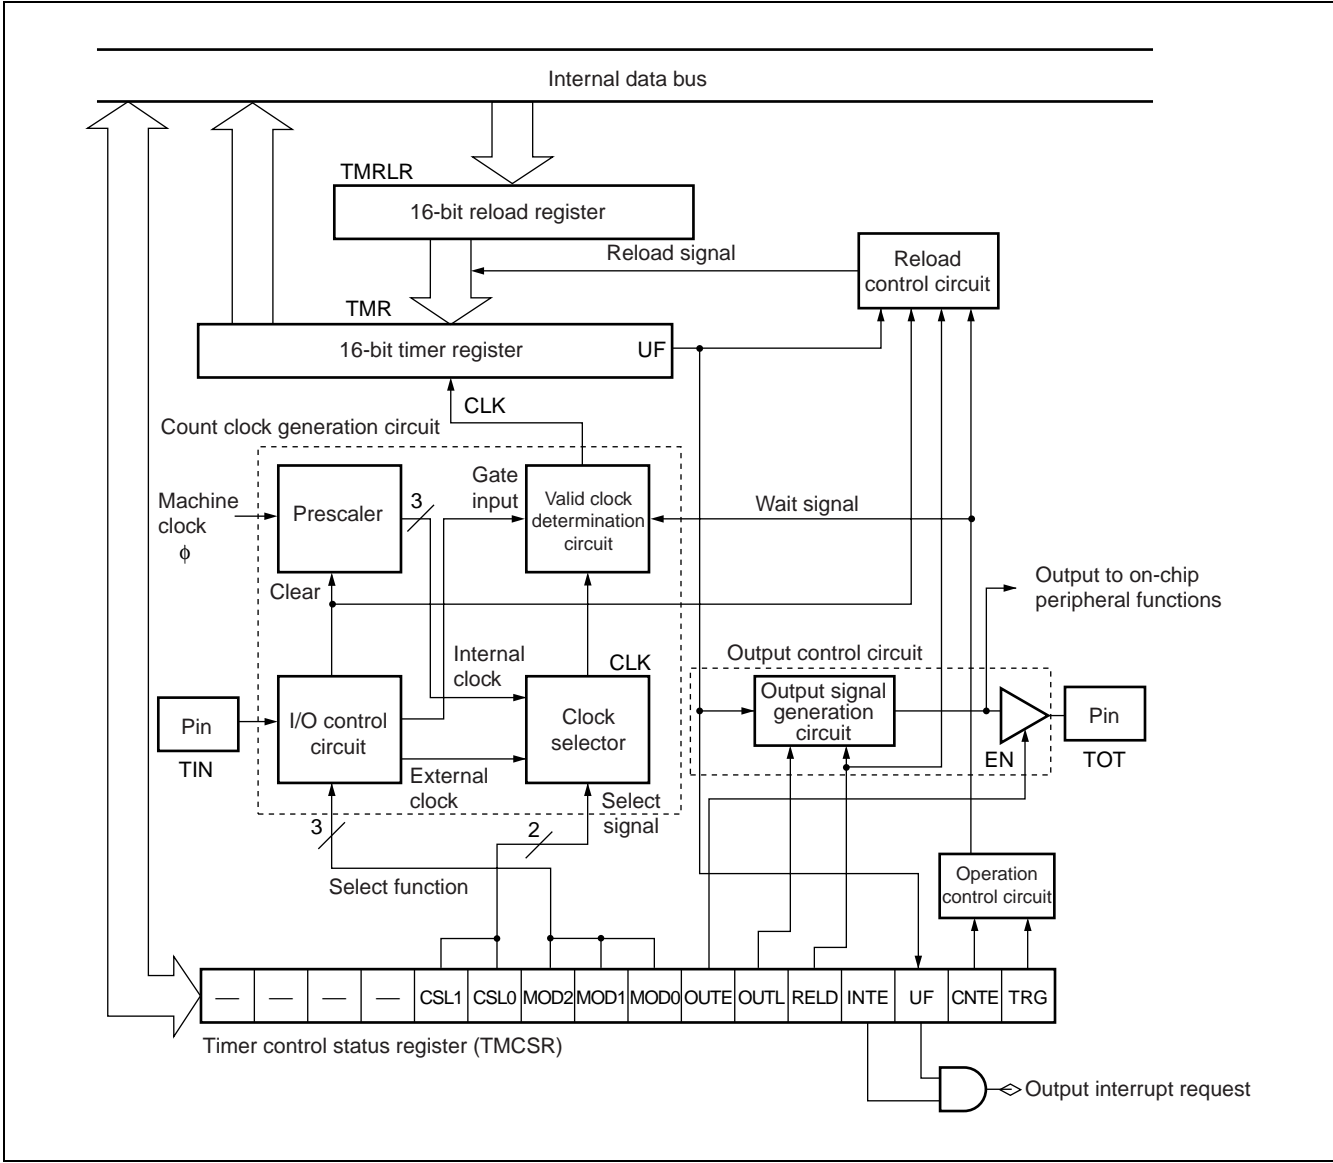 Internal data bus
TMRLR
16-bit reload register
Reload signal
Reload
control circuit
TMR
16-bit timer register
UF
CLK
Count clock generation circuit
Machine
clock
ϕ
Prescaler
3
Gate
input
Valid clock
determination
circuit
Wait signal
Clear
Output to on-chip
peripheral functions
Internal
clock
CLK
Output control circuit
Pin
TIN
I/O control
circuit
Clock
selector
Output signal
generation
circuit
EN
Pin
TOT
External
clock
Select
signal
3
2
Select function
Operation
control circuit
— — — — CSL1 CSL0 MOD2 MOD1 MOD0 OUTE OUTL RELD INTE UF CNTE TRG
Timer control status register (TMCSR)
Output interrupt request